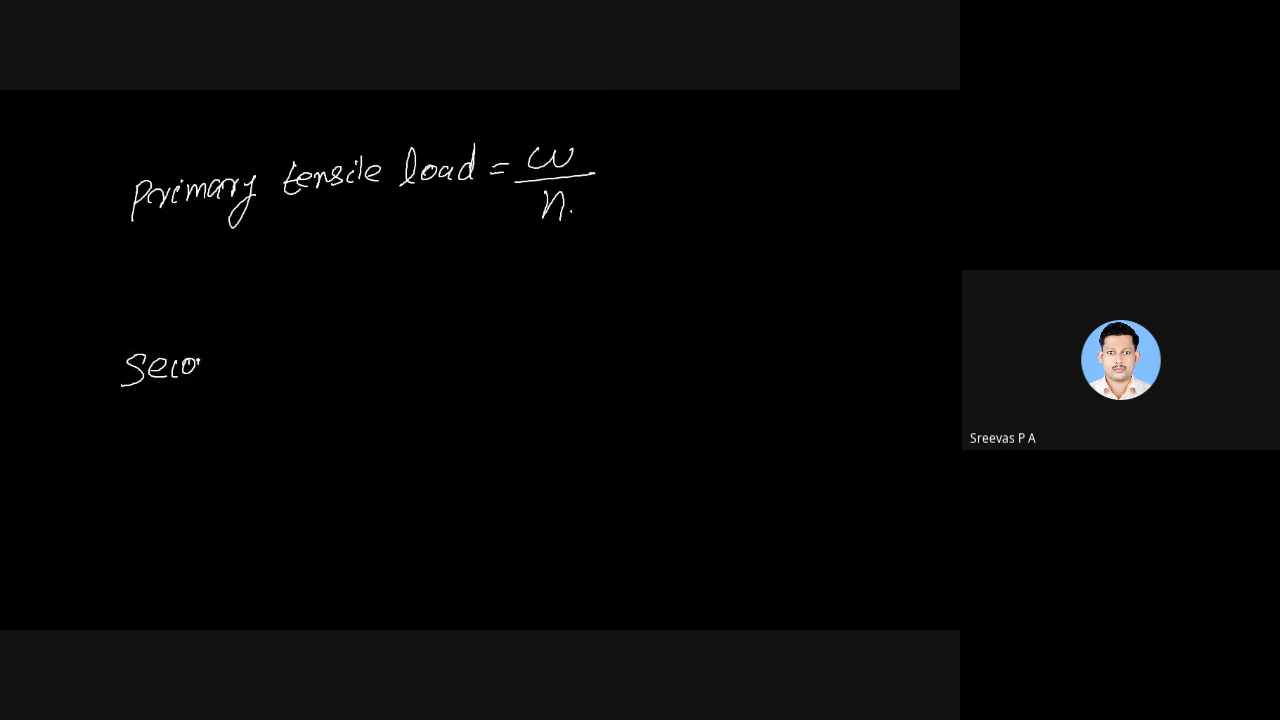 Primary tensile load = w/n.
Seco
Sreevas P A